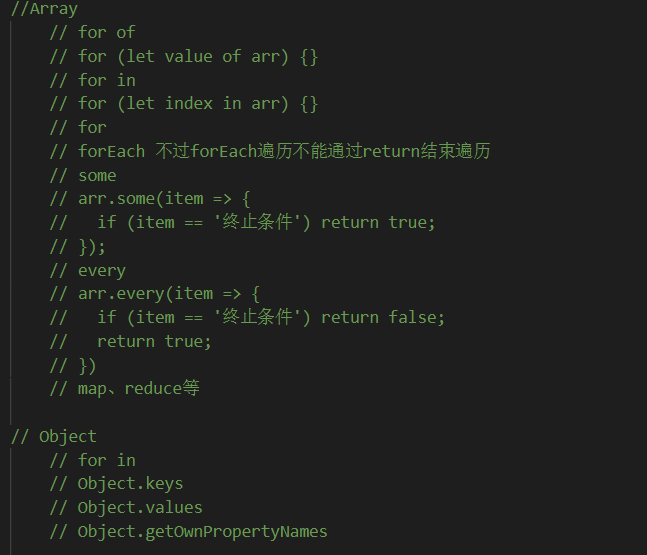 //Array
// for of
// for (let value of arr) {}
// for in
// for (let index in arr) {}
// for
// forEach 不过forEach遍历不能通过return结束遍历
// some
// arr.some(item => {
//   if (item == '终止条件') return true;
// });
// every
// arr.every(item => {
//   if (item == '终止条件') return false;
//   return true;
// })
// map、reduce等
// Object
// for in
// Object.keys
// Object.values
// Object.getOwnPropertyNames